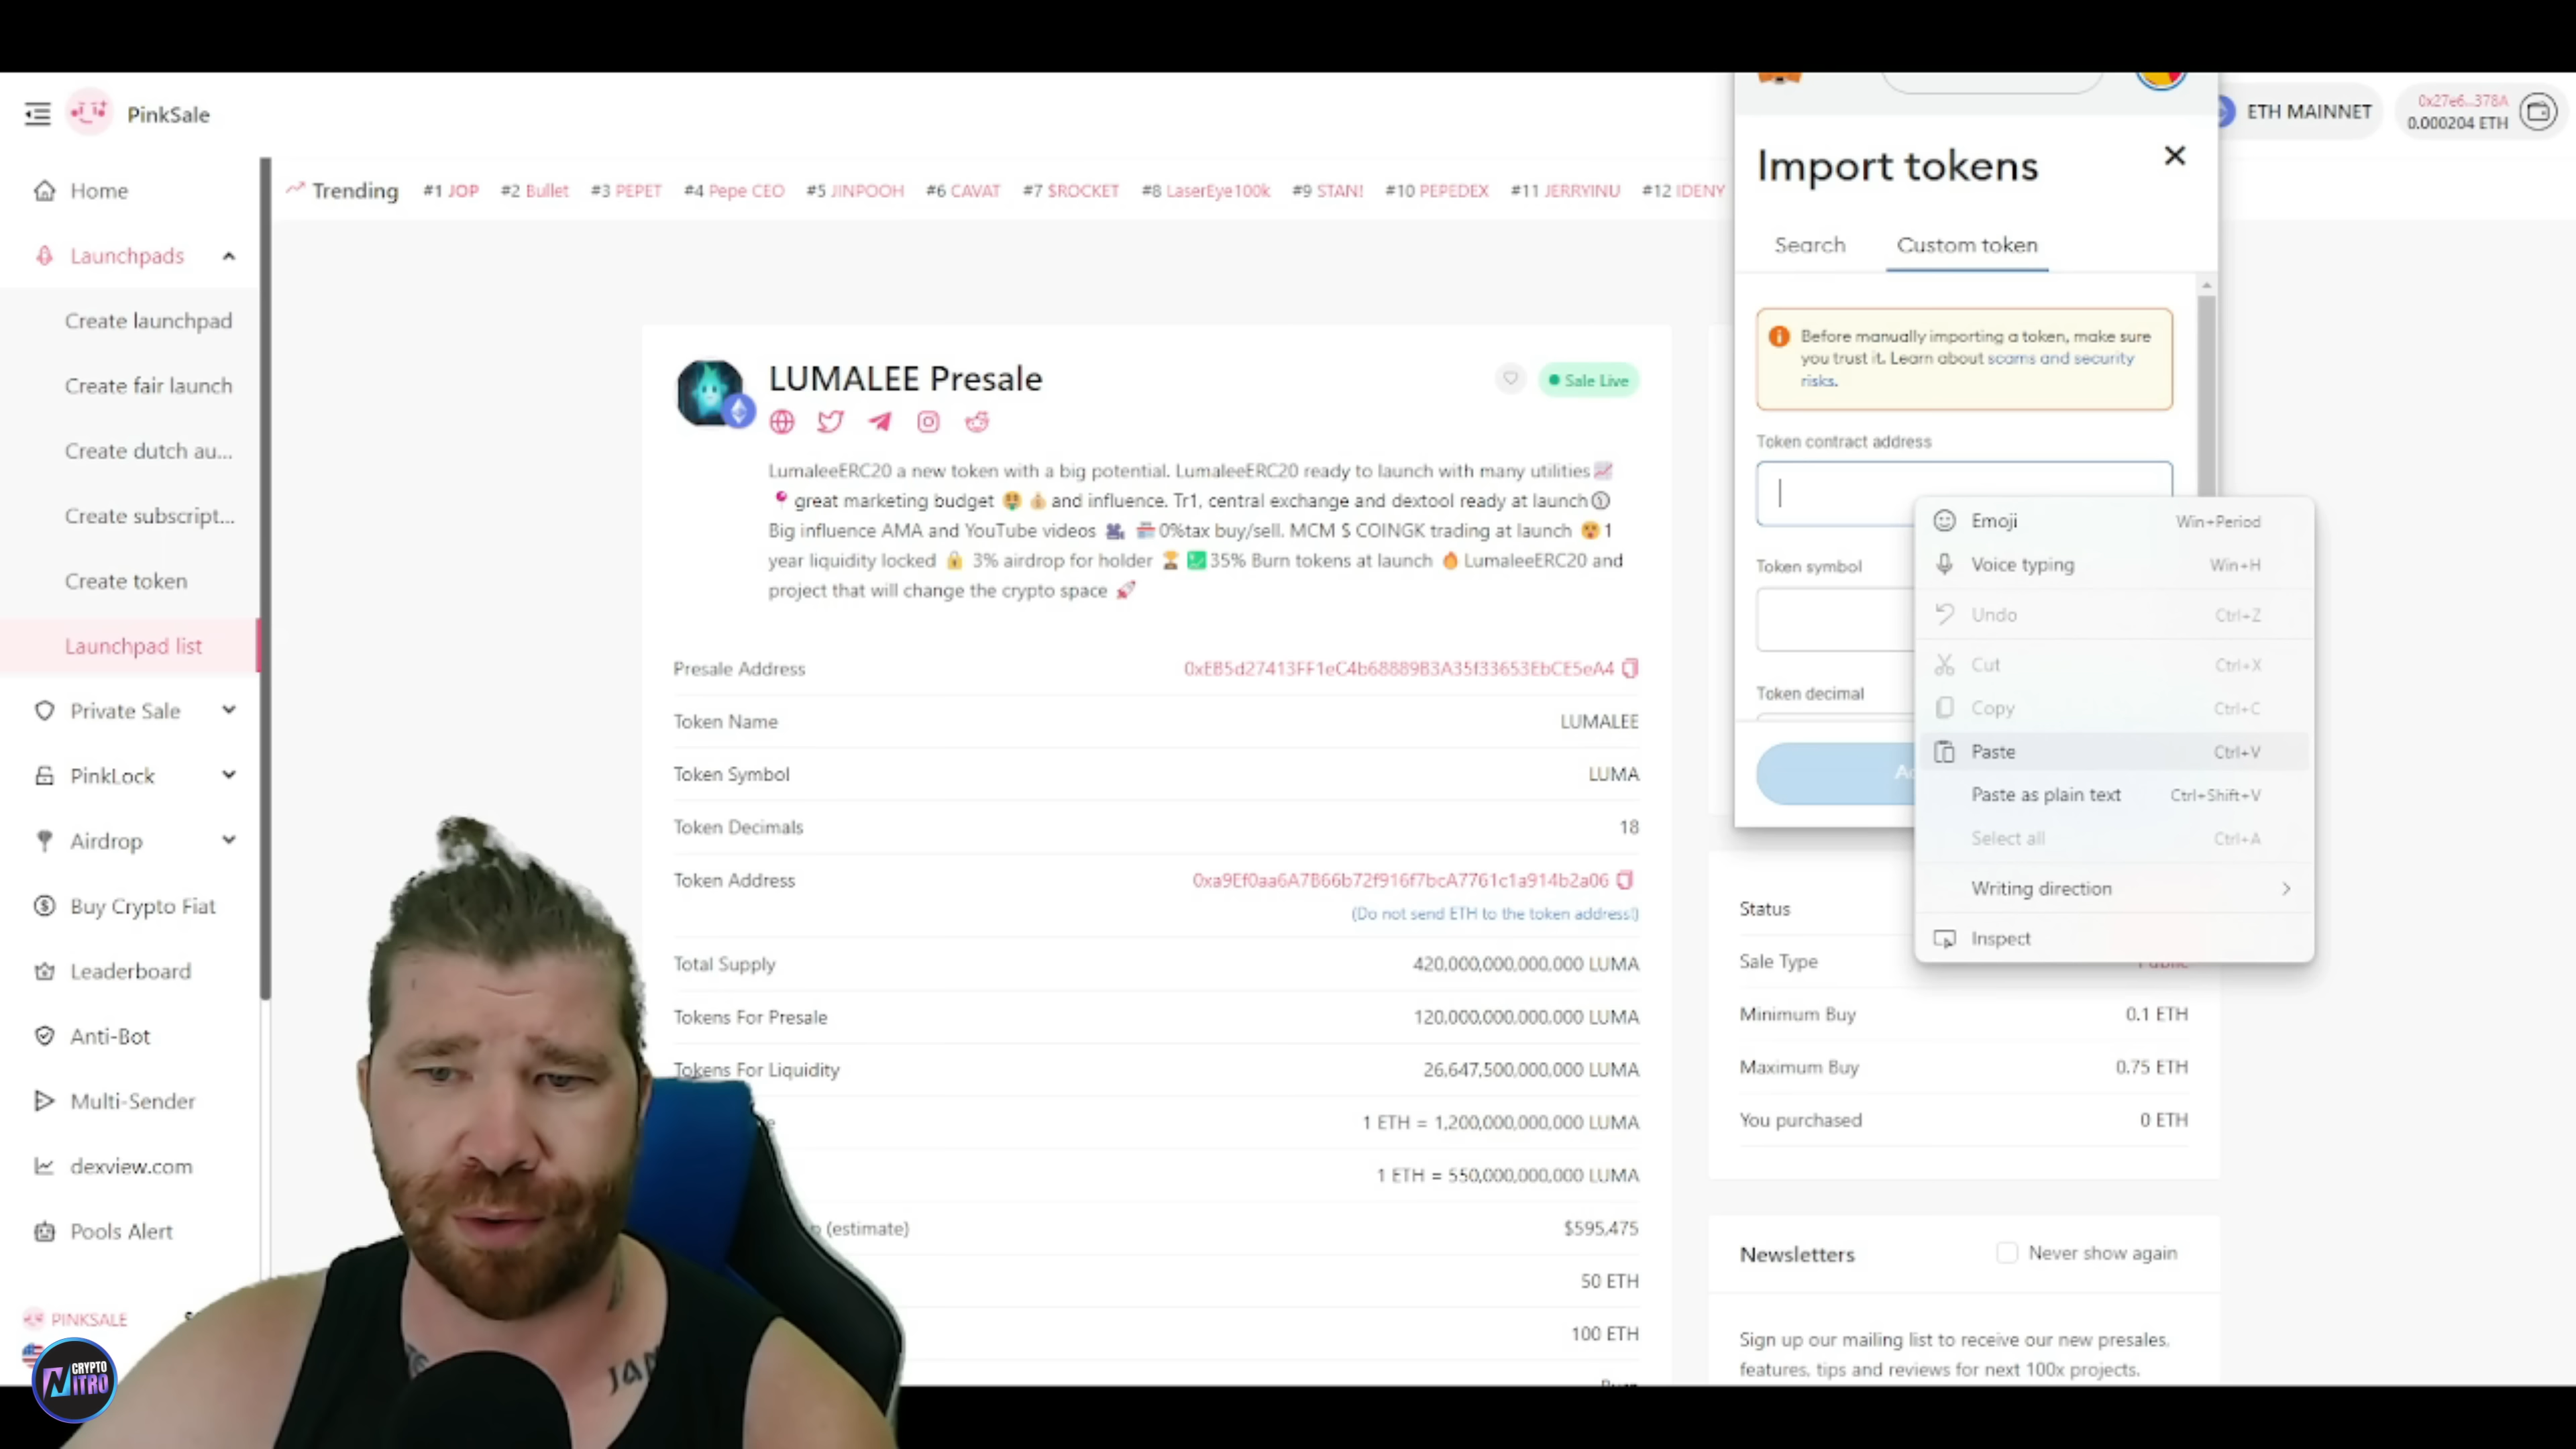 PinkSale
ETH MAINNET
0x27e6...378A
0.000204 ETH
Home
Launchpads
Create launchpad
Create fair launch
Create dutch au...
Create subscript...
Create token
Launchpad list
Private Sale
PinkLock
Airdrop
Buy Crypto Fiat
Leaderboard
Anti-Bot
Multi-Sender
dexview.com
Pools Alert
PINKSALE
CRYPTO
NITRO
Trending #1 JOP #2 Bullet #3 PEPET #4 Pepe CEO #5 JINPOOH #6 CAVAT #7 $ROCKET #8 LaserEye100k #9 STAN! #10 PEPEDEX #11 JERRYINU #12 IDENY
LUMALEE Presale
Sale Live
LumaleeERC20 a new token with a big potential. LumaleeERC20 ready to launch with many utilities📈
📍 great marketing budget 🤑 💰 and influence. Tr1, central exchange and dextool ready at launch
Big influence AMA and YouTube videos 🎥 0%tax buy/sell. MCM $ COINGK trading at launch 🤯 1
year liquidity locked 🔒 3% airdrop for holder 🏆 💹 35% Burn tokens at launch 🔥 LumaleeERC20 and
project that will change the crypto space 🚀
Presale Address 0xEB5d27413FF1eC4b68889B3A35f33653EbCE5eA4
Token Name LUMALEE
Token Symbol LUMA
Token Decimals 18
Token Address 0xa9Ef0aa6A7B66b72f916f7bcA7761c1a914b2a06
(Do not send ETH to the token address!)
Total Supply 420,000,000,000,000 LUMA
Tokens For Presale 120,000,000,000,000 LUMA
Tokens For Liquidity 26,647,500,000,000 LUMA
1 ETH = 1,200,000,000,000 LUMA
1 ETH = 550,000,000,000 LUMA
(estimate) $595,475
50 ETH
100 ETH
JAN
Import tokens
Search Custom token
Before manually importing a token, make sure
you trust it. Learn about scams and security
risks.
Token contract address
Token symbol
Token decimal
Emoji Win+Period
Voice typing Win+H
Undo Ctrl+Z
Cut Ctrl+X
Copy Ctrl+C
Paste Ctrl+V
Paste as plain text Ctrl+Shift+V
Select all Ctrl+A
Writing direction
Inspect
Status
Sale Type Public
Minimum Buy 0.1 ETH
Maximum Buy 0.75 ETH
You purchased 0 ETH
Newsletters Never show again
Sign up our mailing list to receive our new presales,
features, tips and reviews for next 100x projects.